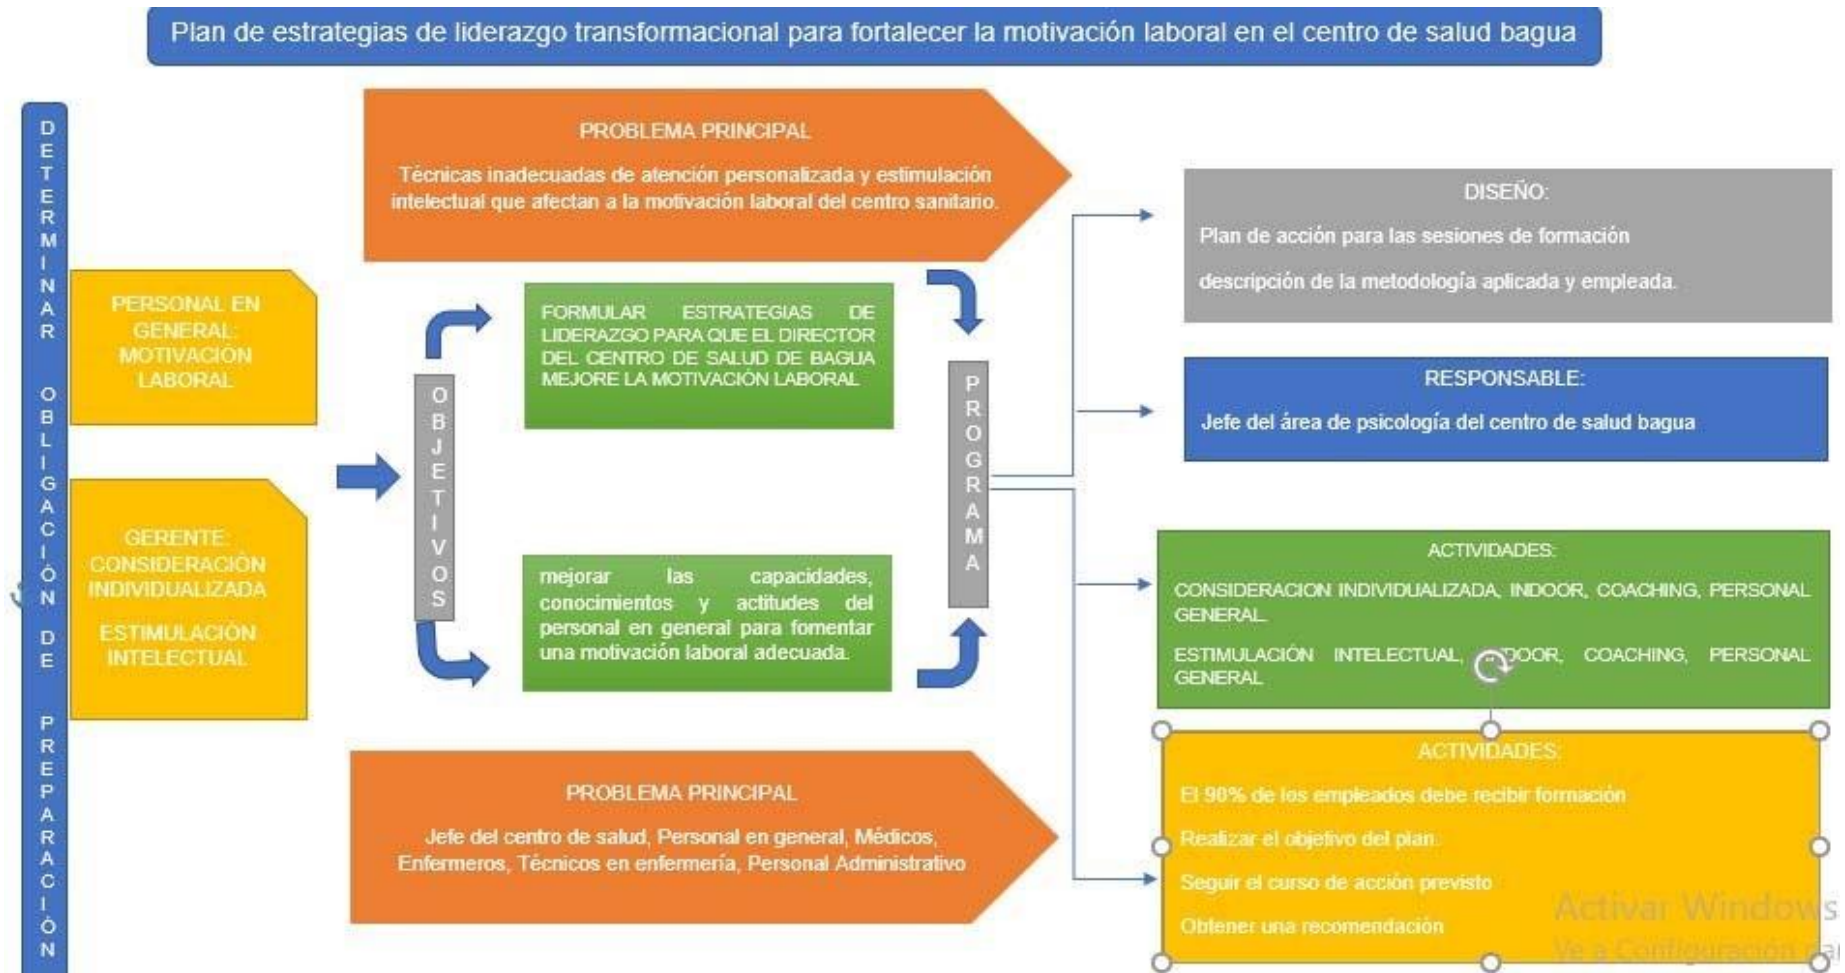 Plan de estrategias de liderazgo transformacional para fortalecer la motivación laboral en el centro de salud bagua
DETERMINAR OBLIGACIÓN DE PREPARACIÓN
PERSONAL EN
GENERAL:
MOTIVACIÓN
LABORAL
GERENTE:
CONSIDERACIÓN
INDIVIDUALIZADA
ESTIMULACIÓN
INTELECTUAL
PROBLEMA PRINCIPAL
Técnicas inadecuadas de atención personalizada y estimulación
intelectual que afectan a la motivación laboral del centro sanitario.
OBJETIVOS
FORMULAR ESTRATEGIAS DE
LIDERAZGO PARA QUE EL DIRECTOR
DEL CENTRO DE SALUD DE BAGUA
MEJORE LA MOTIVACIÓN LABORAL
mejorar las capacidades,
conocimientos y actitudes del
personal en general para fomentar
una motivación laboral adecuada.
PROBLEMA PRINCIPAL
Jefe del centro de salud, Personal en general, Médicos,
Enfermeros, Técnicos en enfermería, Personal Administrativo
PROGRAMA
DISEÑO:
Plan de acción para las sesiones de formación
descripción de la metodología aplicada y empleada.
RESPONSABLE:
Jefe del área de psicología del centro de salud bagua
ACTIVIDADES:
CONSIDERACION INDIVIDUALIZADA, INDOOR, COACHING, PERSONAL
GENERAL.
ESTIMULACIÓN INTELECTUAL, INDOOR, COACHING, PERSONAL
GENERAL
ACTIVIDADES:
El 90% de los empleados debe recibir formación
Realizar el objetivo del plan.
Seguir el curso de acción previsto
Obtener una recomendación
Activar Windows
Ve a Configuración